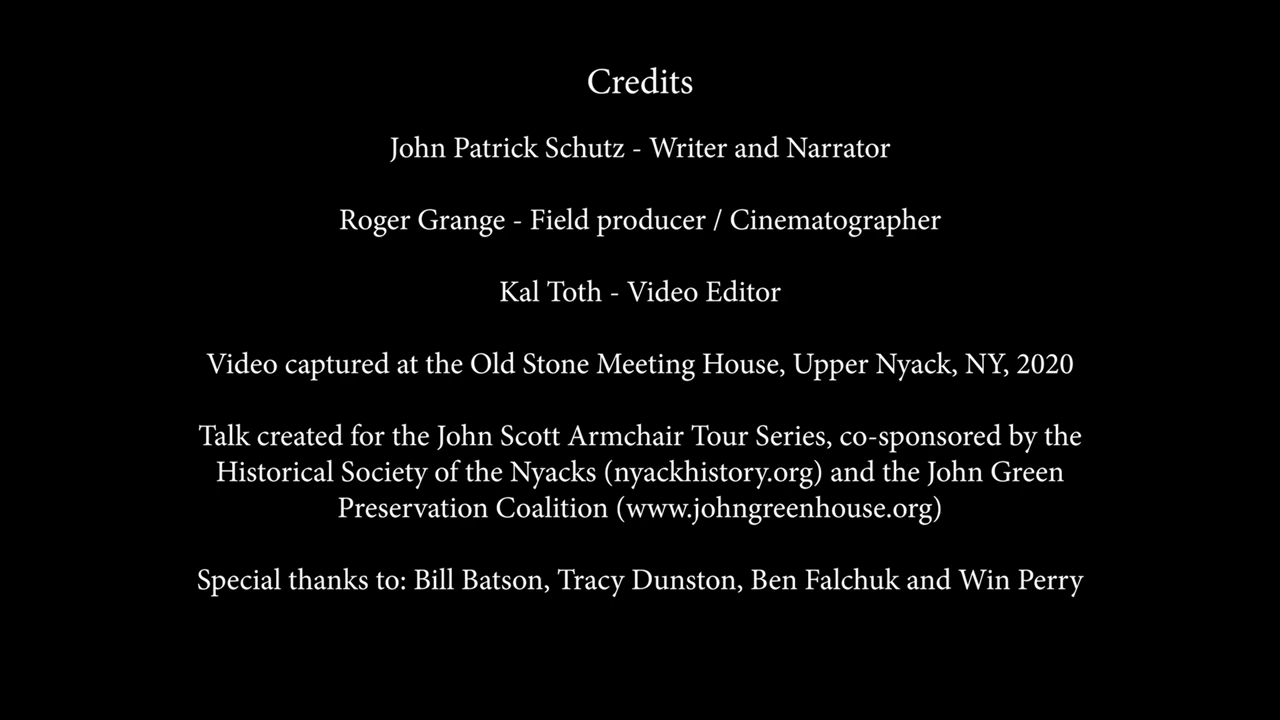 Credits
John Patrick Schutz - Writer and Narrator
Roger Grange - Field producer / Cinematographer
Kal Toth - Video Editor
Video captured at the Old Stone Meeting House, Upper Nyack, NY, 2020
Talk created for the John Scott Armchair Tour Series, co-sponsored by the
Historical Society of the Nyacks (nyackhistory.org) and the John Green
Preservation Coalition (www.johngreenhouse.org)
Special thanks to: Bill Batson, Tracy Dunston, Ben Falchuk and Win Perry